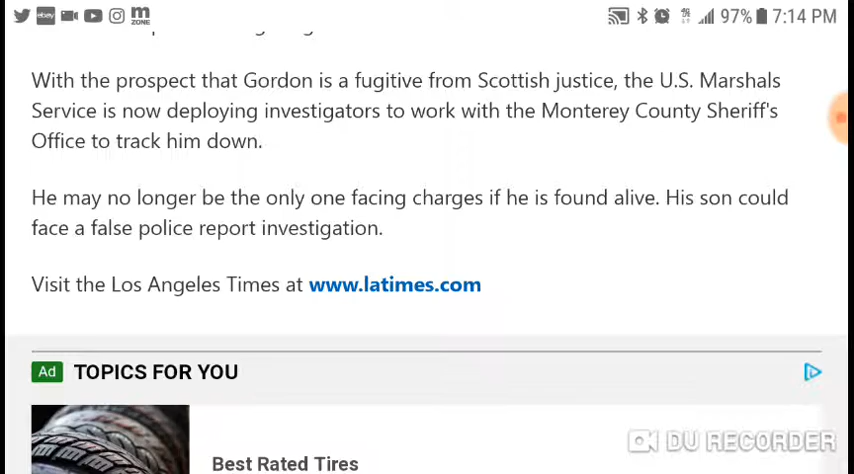 ebay m ZONE 97% 7:14 PM
With the prospect that Gordon is a fugitive from Scottish justice, the U.S. Marshals
Service is now deploying investigators to work with the Monterey County Sheriff's
Office to track him down.
He may no longer be the only one facing charges if he is found alive. His son could
face a false police report investigation.
Visit the Los Angeles Times at www.latimes.com
Ad TOPICS FOR YOU
Best Rated Tires
DU RECORDER